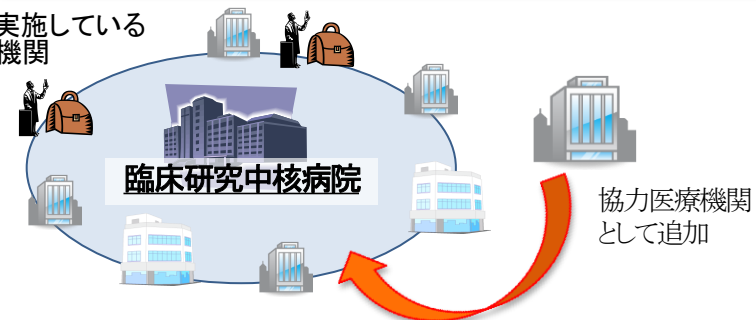 実施している
機関
臨床研究中核病院
協力医療機関
として追加